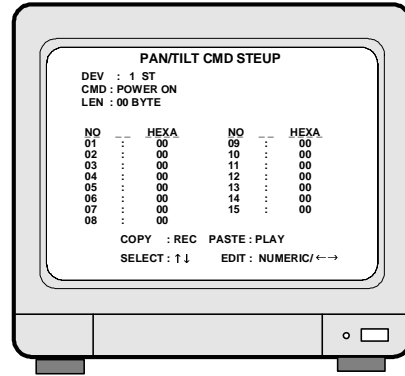 PAN/TILT CMD STEUP
DEV : 1 ST
CMD : POWER ON
LEN : 00 BYTE
NO _ _ HEXA NO _ _ HEXA
01 : 00 09 : 00
02 : 00 10 : 00
03 : 00 11 : 00
04 : 00 12 : 00
05 : 00 13 : 00
06 : 00 14 : 00
07 : 00 15 : 00
08 : 00
COPY : REC PASTE : PLAY
SELECT : ↑↓ EDIT : NUMERIC/←→